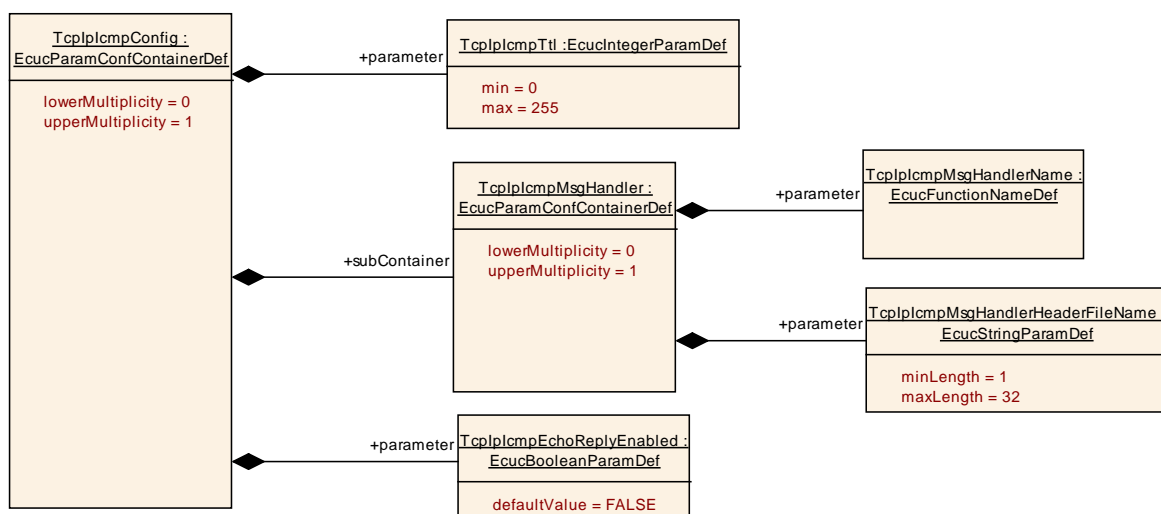 TcpIpIcmpConfig :
EcucParamConfContainerDef
lowerMultiplicity = 0
upperMultiplicity = 1
+parameter
TcpIpIcmpTtl :EcucIntegerParamDef
min = 0
max = 255
+subContainer
TcpIpIcmpMsgHandler :
EcucParamConfContainerDef
lowerMultiplicity = 0
upperMultiplicity = 1
+parameter
TcpIpIcmpMsgHandlerName :
EcucFunctionNameDef
+parameter
TcpIpIcmpMsgHandlerHeaderFileName
EcucStringParamDef
minLength = 1
maxLength = 32
+parameter
TcpIpIcmpEchoReplyEnabled :
EcucBooleanParamDef
defaultValue = FALSE